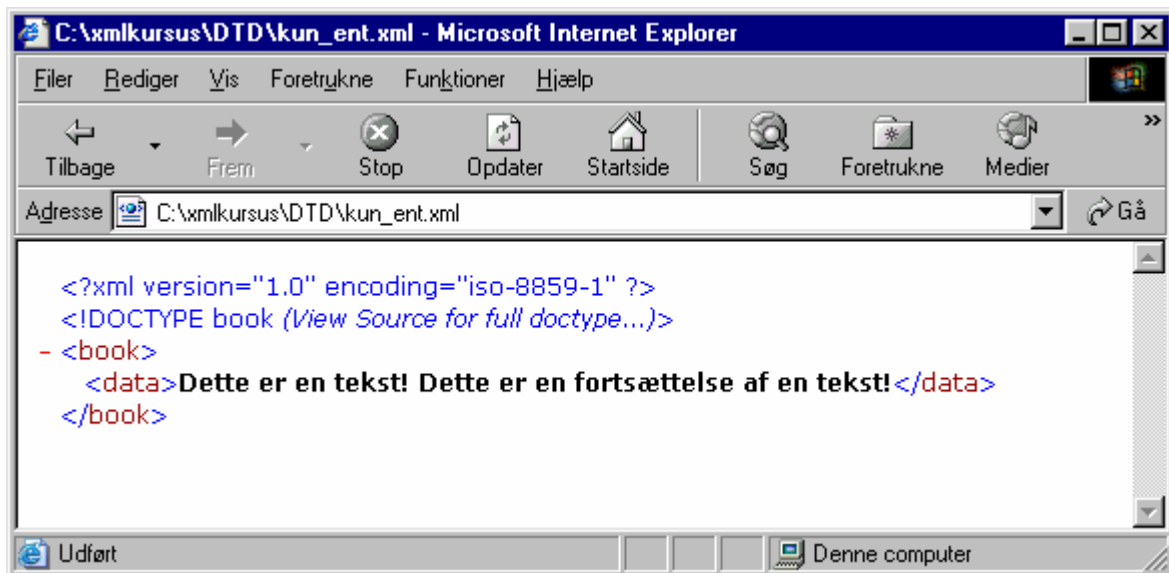 C:\xmlkursus\DTD\kun_ent.xml - Microsoft Internet Explorer
Filer Rediger Vis Foretrukne Funktioner Hjælp
Tilbage Frem Stop Opdater Startside Søg Foretrukne Medier »
Adresse C:\xmlkursus\DTD\kun_ent.xml Gå
<?xml version="1.0" encoding="iso-8859-1" ?>
<!DOCTYPE book (View Source for full doctype...)>
- <book>
<data>Dette er en tekst! Dette er en fortsættelse af en tekst!</data>
</book>
Udført Denne computer